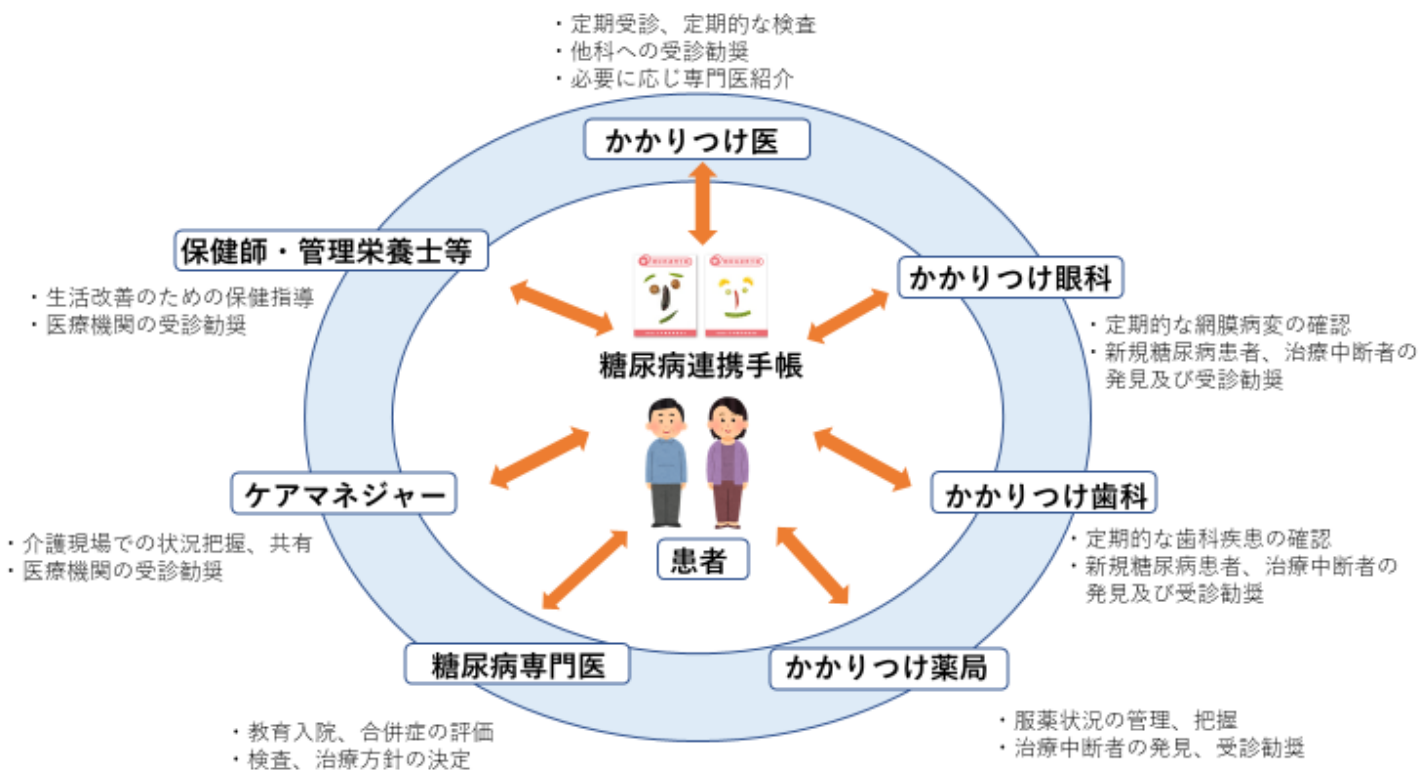 ・定期受診、定期的な検査
・他科への受診勧奨
・必要に応じ専門医紹介
かかりつけ医
保健師・管理栄養士等
・生活改善のための保健指導
・医療機関の受診勧奨
かかりつけ眼科
・定期的な網膜病変の確認
・新規糖尿病患者、治療中断者の
発見及び受診勧奨
糖尿病連携手帳
ケアマネジャー
・介護現場での状況把握、共有
・医療機関の受診勧奨
かかりつけ歯科
・定期的な歯科疾患の確認
・新規糖尿病患者、治療中断者の
発見及び受診勧奨
患者
糖尿病専門医
・教育入院、合併症の評価
・検査、治療方針の決定
かかりつけ薬局
・服薬状況の管理、把握
・治療中断者の発見、受診勧奨